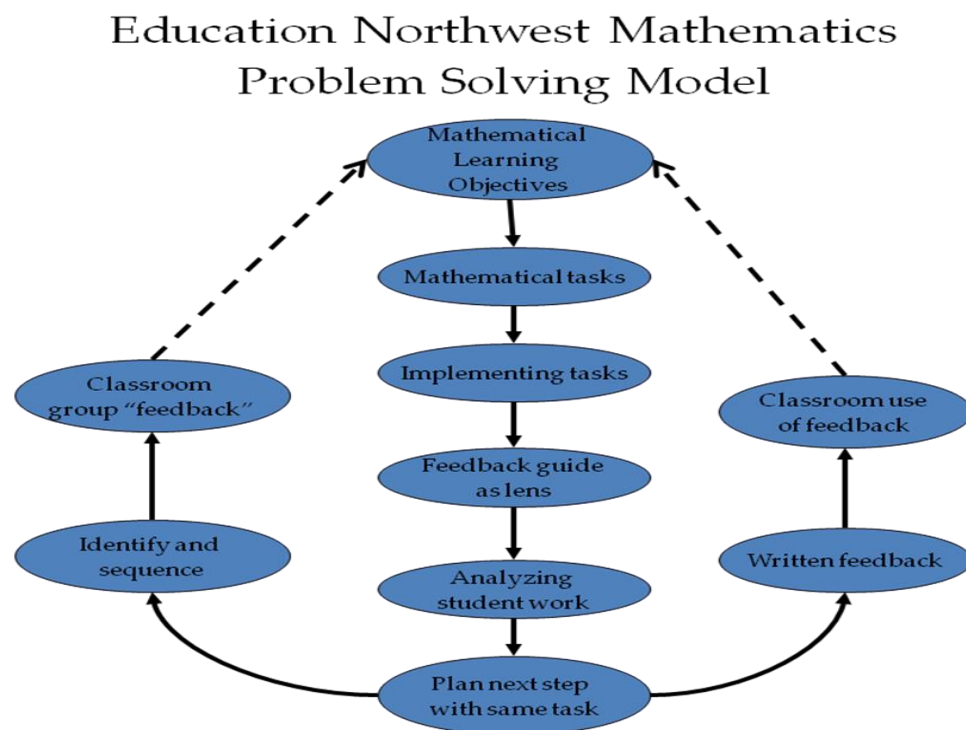 Education Northwest Mathematics
Problem Solving Model
Mathematical
Learning
Objectives
Mathematical tasks
Implementing tasks
Feedback guide
as lens
Analyzing
student work
Plan next step
with same task
Classroom
group “feedback”
Identify and
sequence
Classroom use
of feedback
Written feedback